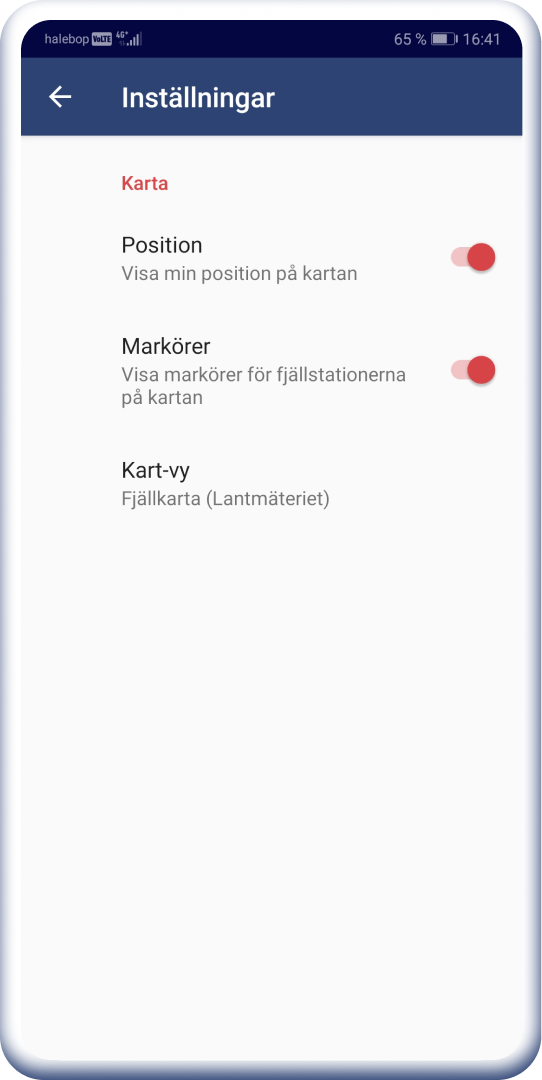 halebop VoLTE 4G+ 65 % 16:41
Inställningar
Karta
Position
Visa min position på kartan
Markörer
Visa markörer för fjällstationerna
på kartan
Kart-vy
Fjällkarta (Lantmäteriet)